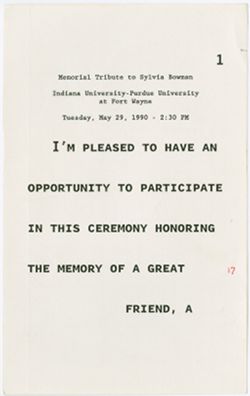 1
Memorial Tribute to Sylvia Bowman
Indiana University-Purdue University
at Fort Wayne
Tuesday, May 29, 1990 - 2:30 PM
I'M PLEASED TO HAVE AN
OPPORTUNITY TO PARTICIPATE
IN THIS CEREMONY HONORING
THE MEMORY OF A GREAT 17
FRIEND, A